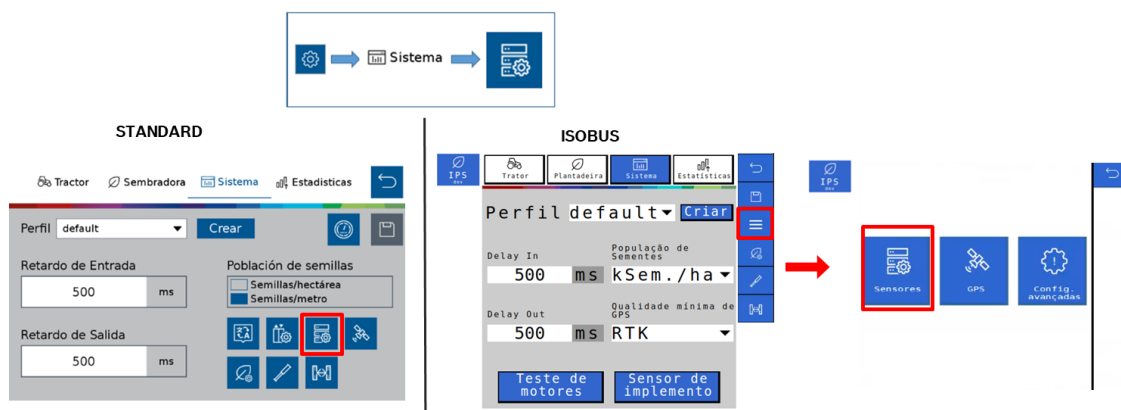 Sistema
STANDARD
Tractor Sembradora Sistema Estadisticas
Perfil default Crear
Retardo de Entrada
500 ms
Retardo de Salida
500 ms
Población de semillas
Semillas/hectárea
Semillas/metro
ISOBUS
IPS
dev
Trator Plantadeira Sistema Estatísticas
Perfil default Criar
Delay In
500 ms
População de
Sementes
kSem./ha
Delay Out
500 ms
Qualidade mínima de
GPS
RTK
Teste de
motores
Sensor de
implemento
IPS
dev
Sensores
GPS
Config.
avançadas